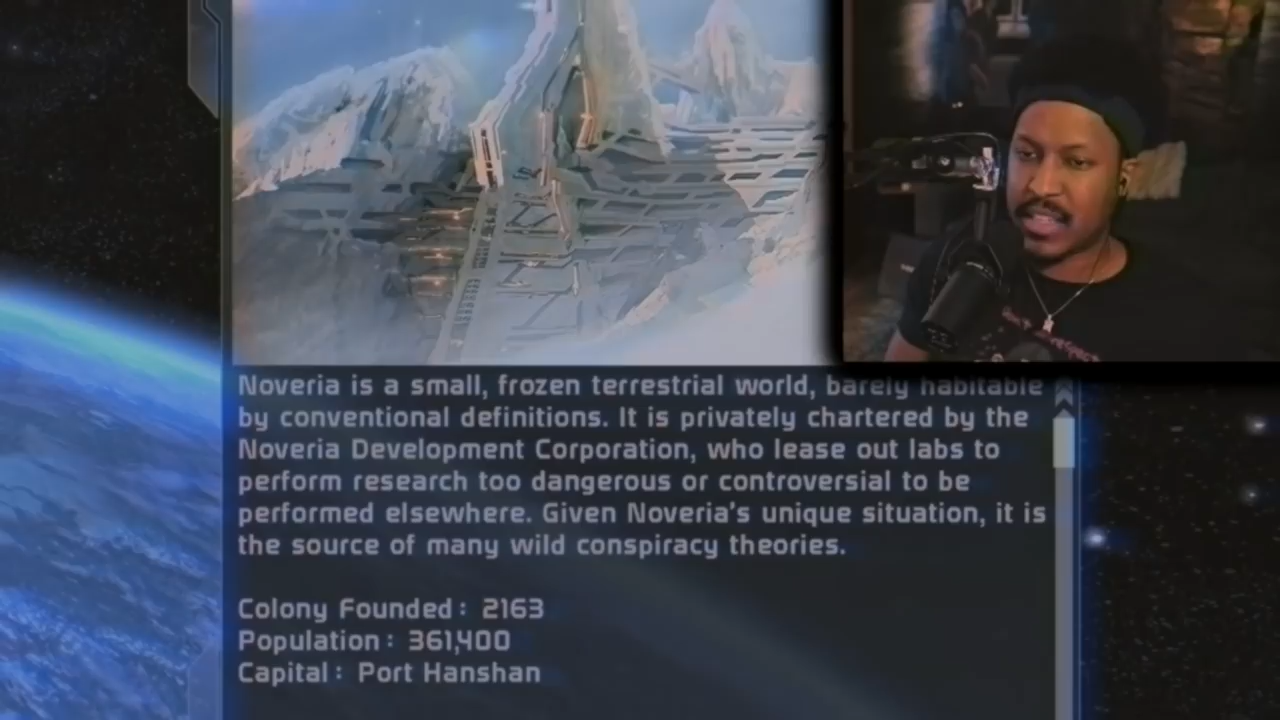 Noveria is a small, frozen terrestrial world, barely habitable
by conventional definitions. It is privately chartered by the
Noveria Development Corporation, who lease out labs to
perform research too dangerous or controversial to be
performed elsewhere. Given Noveria's unique situation, it is
the source of many wild conspiracy theories.
Colony Founded: 2163
Population: 361,400
Capital: Port Hanshan